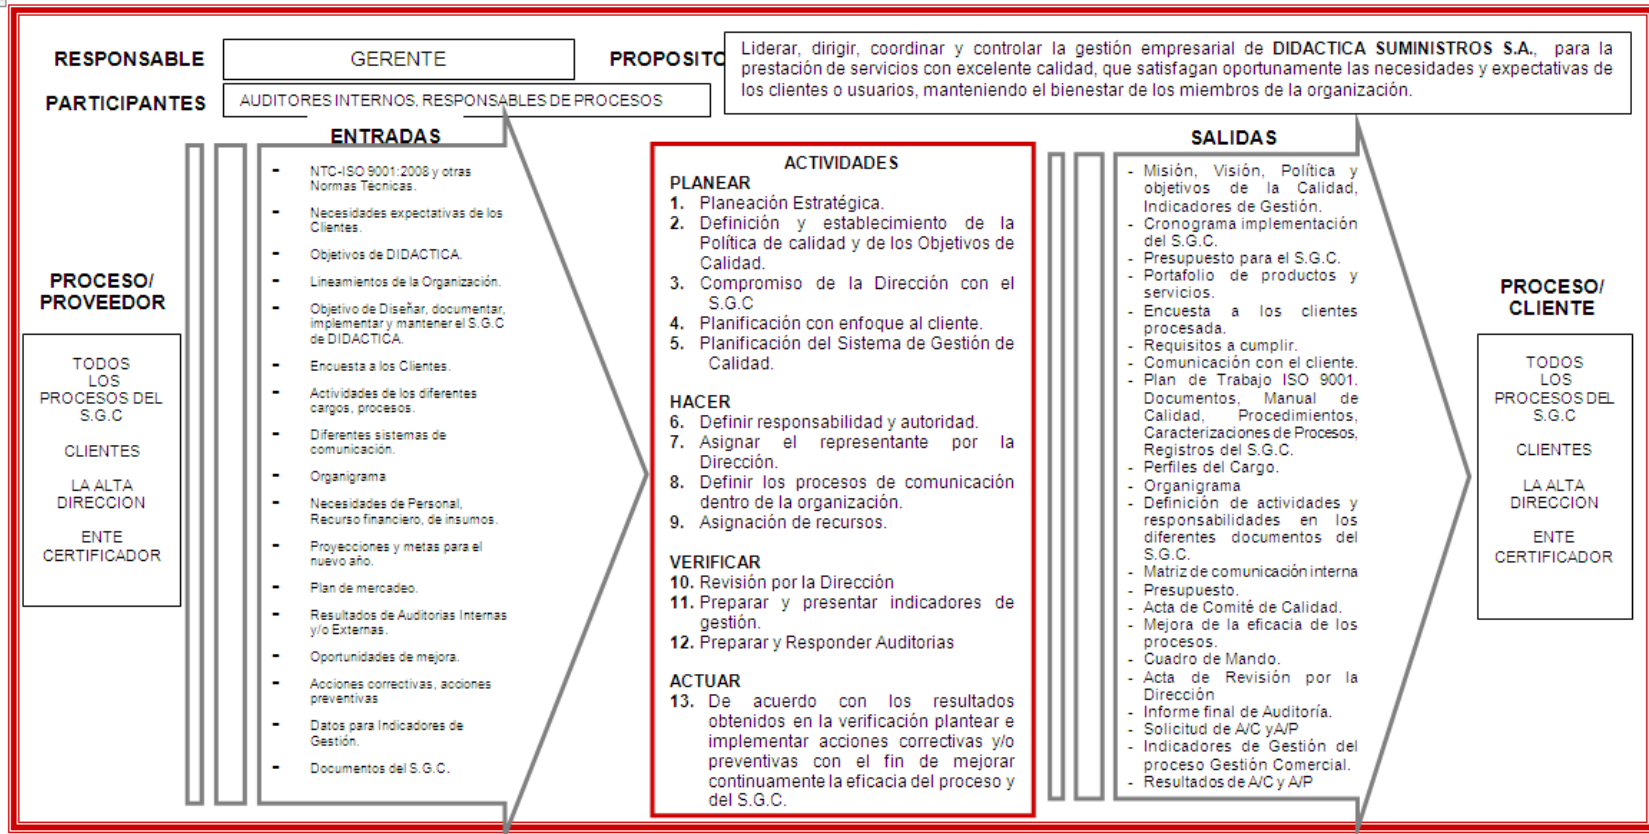 RESPONSABLE
GERENTE
PROPOSITO
Liderar, dirigir, coordinar y controlar la gestión empresarial de DIDACTICA SUMINISTROS S.A., para la
prestación de servicios con excelente calidad, que satisfagan oportunamente las necesidades y expectativas de
los clientes o usuarios, manteniendo el bienestar de los miembros de la organización.
PARTICIPANTES
AUDITORES INTERNOS, RESPONSABLES DE PROCESOS
PROCESO/
PROVEEDOR
TODOS
LOS
PROCESOS DEL
S.G.C
CLIENTES
LA ALTA
DIRECCION
ENTE
CERTIFICADOR
ENTRADAS
- NTC-ISO 9001:2008 y otras
Normas Técnicas.
- Necesidades expectativas de los
Clientes.
- Objetivos de DIDACTICA.
- Lineamientos de la Organización.
- Objetivo de Diseñar, documentar,
implementar y mantener el S.G.C
de DIDACTICA.
- Encuesta a los Clientes.
- Actividades de los diferentes
cargos, procesos.
- Diferentes sistemas de
comunicación.
- Organigrama
- Necesidades de Personal,
Recurso financiero, de insumos.
- Proyecciones y metas para el
nuevo año.
- Plan de mercadeo.
- Resultados de Auditorias Internas
y/o Externas.
- Oportunidades de mejora.
- Acciones correctivas, acciones
preventivas
- Datos para Indicadores de
Gestión.
- Documentos del S.G.C.
ACTIVIDADES
PLANEAR
1. Planeación Estratégica.
2. Definición y establecimiento de la
Política de calidad y de los Objetivos de
Calidad.
3. Compromiso de la Dirección con el
S.G.C
4. Planificación con enfoque al cliente.
5. Planificación del Sistema de Gestión de
Calidad.
HACER
6. Definir responsabilidad y autoridad.
7. Asignar el representante por la
Dirección.
8. Definir los procesos de comunicación
dentro de la organización.
9. Asignación de recursos.
VERIFICAR
10. Revisión por la Dirección
11. Preparar y presentar indicadores de
gestión.
12. Preparar y Responder Auditorias
ACTUAR
13. De acuerdo con los resultados
obtenidos en la verificación plantear e
implementar acciones correctivas y/o
preventivas con el fin de mejorar
continuamente la eficacia del proceso y
del S.G.C.
SALIDAS
- Misión, Visión, Política y
objetivos de la Calidad,
Indicadores de Gestión.
- Cronograma implementación
del S.G.C.
- Presupuesto para el S.G.C.
- Portafolio de productos y
servicios.
- Encuesta a los clientes
procesada.
- Requisitos a cumplir.
- Comunicación con el cliente.
- Plan de Trabajo ISO 9001.
Documentos, Manual de
Calidad, Procedimientos,
Caracterizaciones de Procesos,
Registros del S.G.C.
- Perfiles del Cargo.
- Organigrama
- Definición de actividades y
responsabilidades en los
diferentes documentos del
S.G.C.
- Matriz de comunicación interna
- Presupuesto.
- Acta de Comité de Calidad.
- Mejora de la eficacia de los
procesos.
- Cuadro de Mando.
- Acta de Revisión por la
Dirección
- Informe final de Auditoría.
- Solicitud de A/C yA/P
- Indicadores de Gestión del
proceso Gestión Comercial.
- Resultados de A/C y A/P
PROCESO/
CLIENTE
TODOS
LOS
PROCESOS DEL
S.G.C
CLIENTES
LA ALTA
DIRECCION
ENTE
CERTIFICADOR